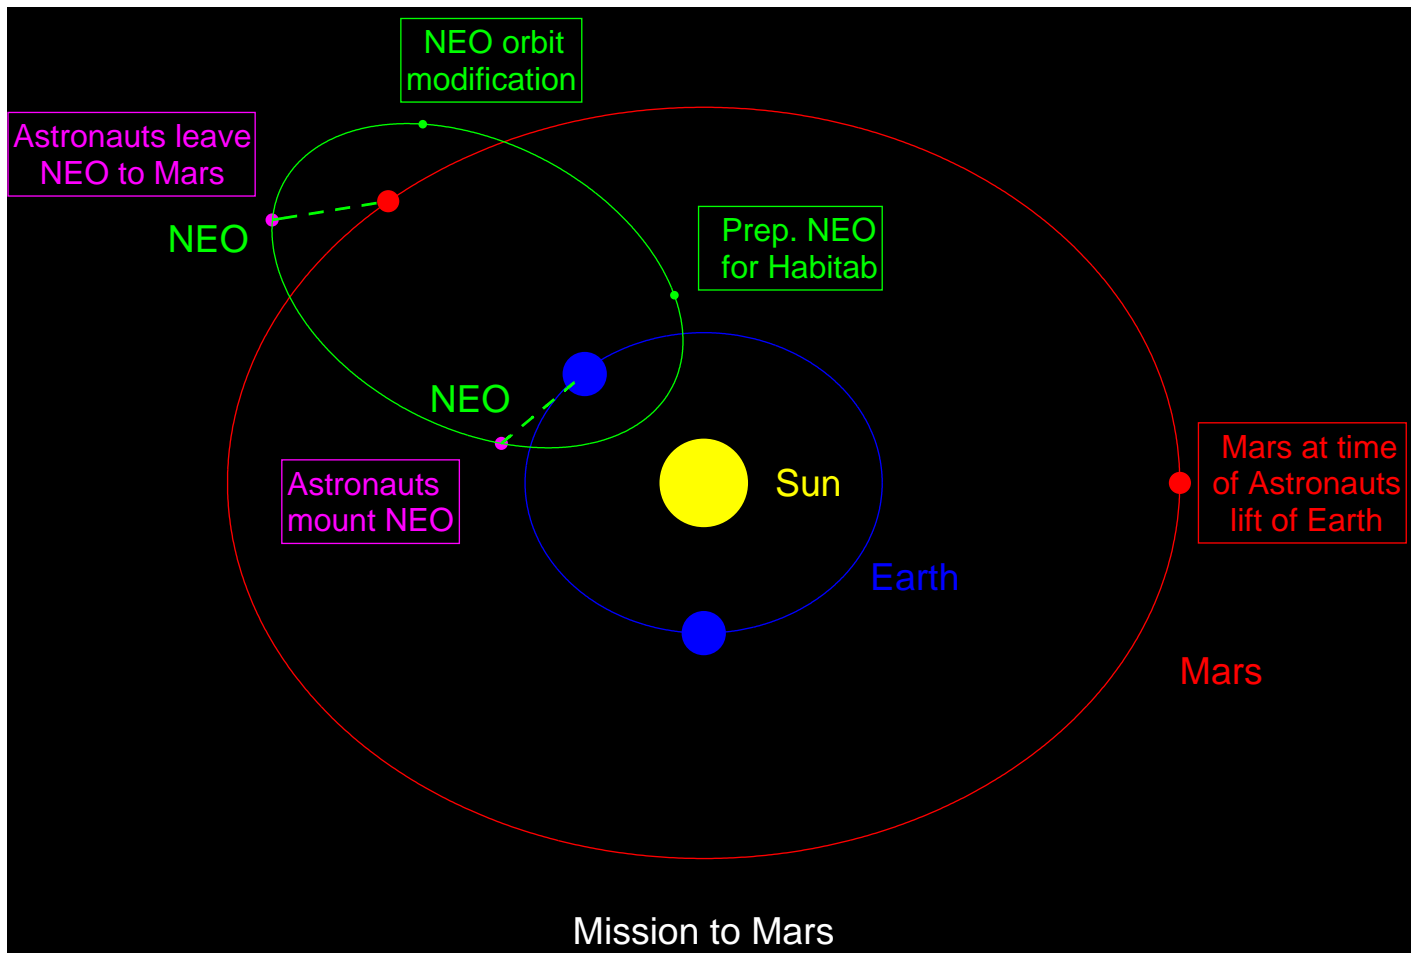 NEO orbit
modification
Astronauts leave
NEO to Mars
NEO
Prep. NEO
for Habitab
NEO
Astronauts
mount NEO
Sun
Mars at time
of Astronauts
lift of Earth
Earth
Mars
Mission to Mars